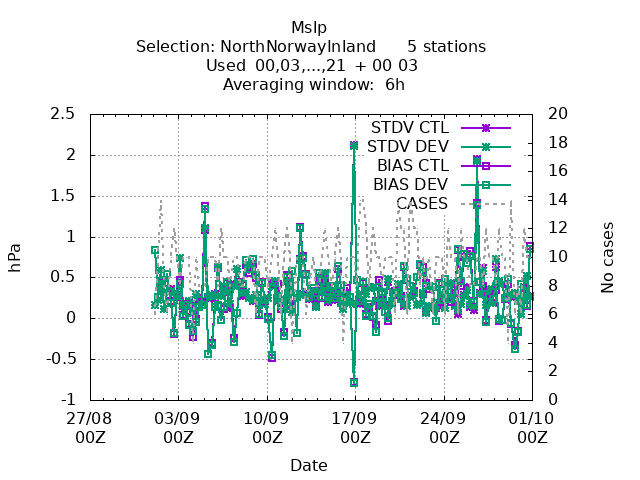 Mslp
Selection: NorthNorwayInland 5 stations
Used 00,03,...,21 + 00 03
Averaging window: 6h
STDV CTL
STDV DEV
BIAS CTL
BIAS DEV
CASES
2.5
2
1.5
1
0.5
0
-0.5
-1
hPa
20
18
16
14
12
10
8
6
4
2
0
No cases
27/08 03/09 10/09 17/09 24/09 01/10
00Z 00Z 00Z 00Z 00Z 00Z
Date